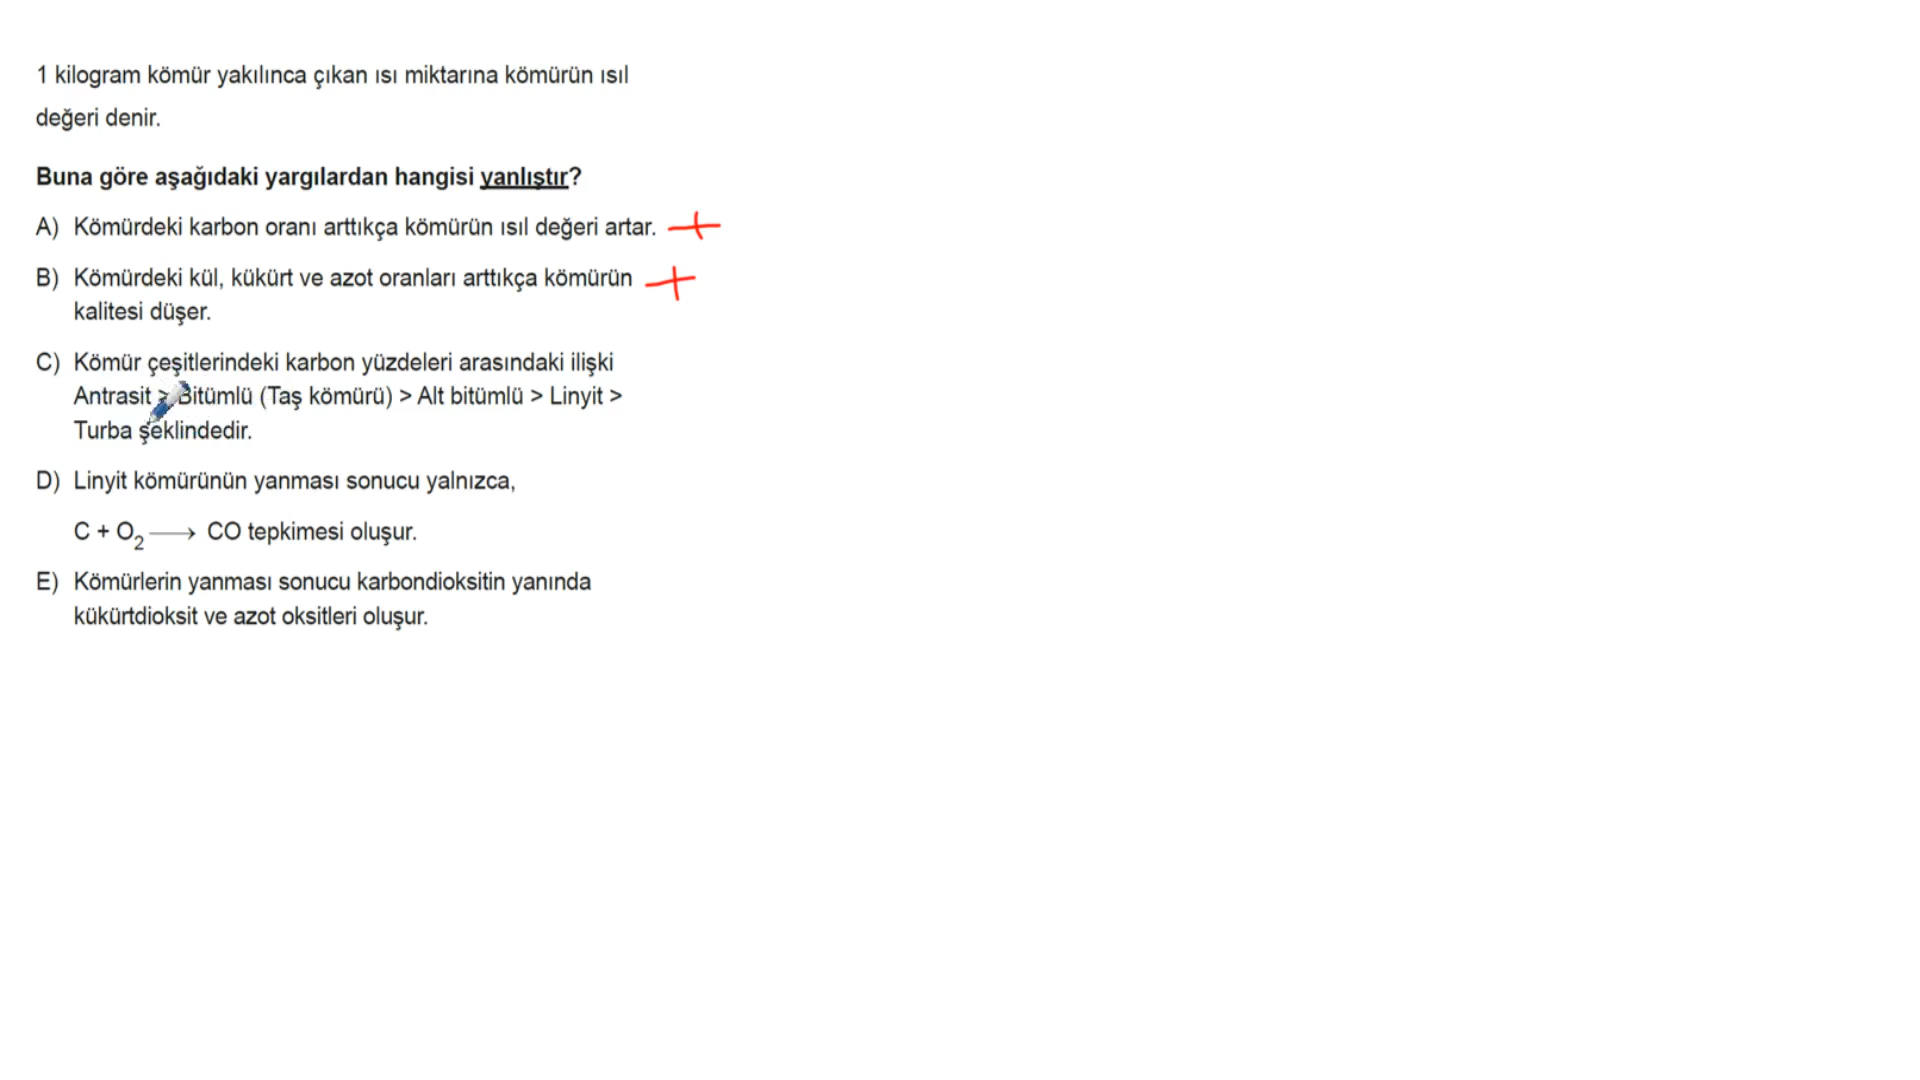 1 kilogram kömür yakılınca çıkan ısı miktarına kömürün ısıl
değeri denir.
Buna göre aşağıdaki yargılardan hangisi yanlıştır?
A) Kömürdeki karbon oranı arttıkça kömürün ısıl değeri artar. +
B) Kömürdeki kül, kükürt ve azot oranları arttıkça kömürün +
kalitesi düşer.
C) Kömür çeşitlerindeki karbon yüzdeleri arasındaki ilişki
Antrasit > Bitümlü (Taş kömürü) > Alt bitümlü > Linyit >
Turba şeklindedir.
D) Linyit kömürünün yanması sonucu yalnızca,
C + O₂ ⟶ CO tepkimesi oluşur.
E) Kömürlerin yanması sonucu karbondioksitin yanında
kükürtdioksit ve azot oksitleri oluşur.